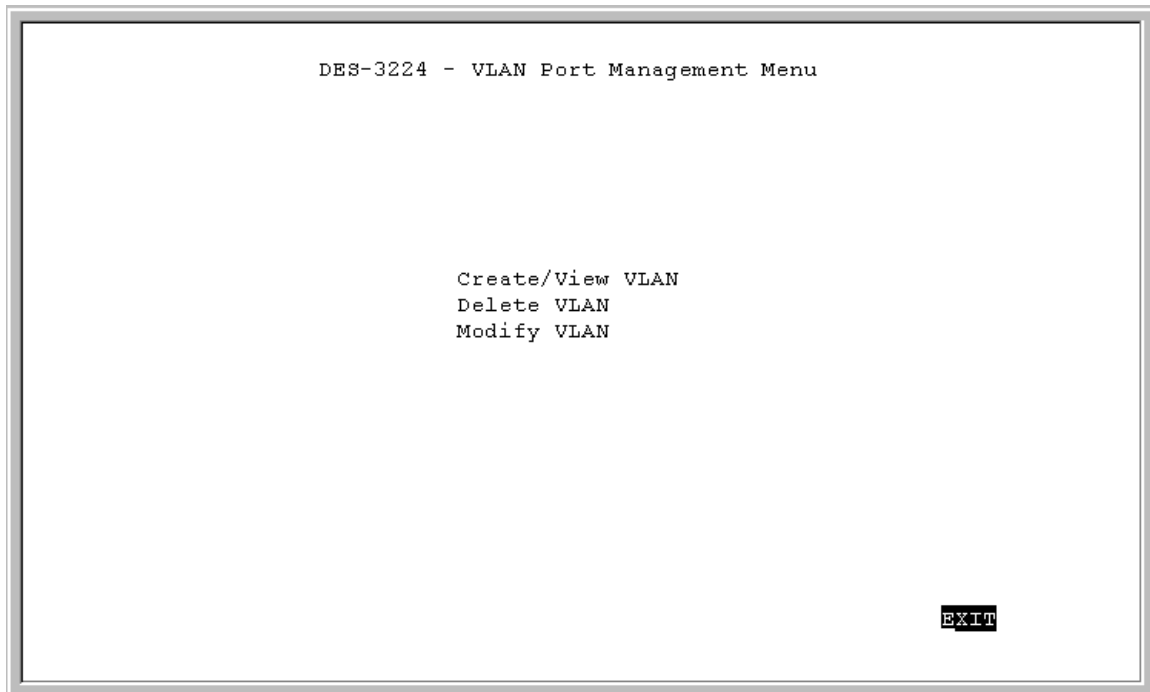 DES-3224 - VLAN Port Management Menu
Create/View VLAN
Delete VLAN
Modify VLAN
EXIT